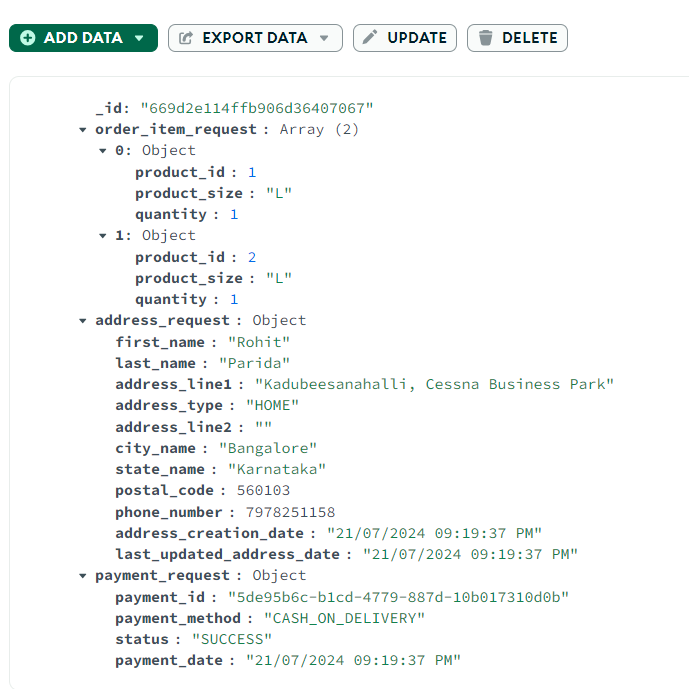 ADD DATA EXPORT DATA UPDATE DELETE
_id: "669d2e114ffb906d36407067"
order_item_request : Array (2)
0: Object
product_id : 1
product_size : "L"
quantity : 1
1: Object
product_id : 2
product_size : "L"
quantity : 1
address_request : Object
first_name : "Rohit"
last_name : "Parida"
address_line1 : "Kadubeesanahalli, Cessna Business Park"
address_type : "HOME"
address_line2 : ""
city_name : "Bangalore"
state_name : "Karnataka"
postal_code : 560103
phone_number : 7978251158
address_creation_date : "21/07/2024 09:19:37 PM"
last_updated_address_date : "21/07/2024 09:19:37 PM"
payment_request : Object
payment_id : "5de95b6c-b1cd-4779-887d-10b017310d0b"
payment_method : "CASH_ON_DELIVERY"
status : "SUCCESS"
payment_date : "21/07/2024 09:19:37 PM"